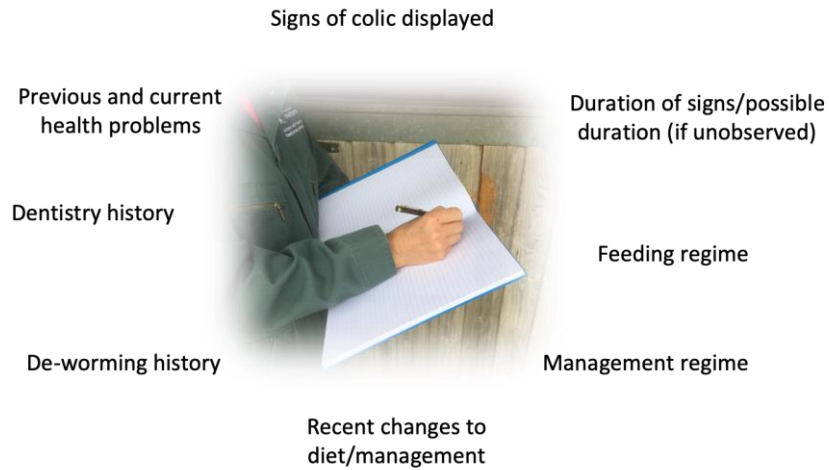 Signs of colic displayed
Previous and current
health problems
Duration of signs/possible
duration (if unobserved)
Dentistry history
Feeding regime
De-worming history
Management regime
Recent changes to
diet/management